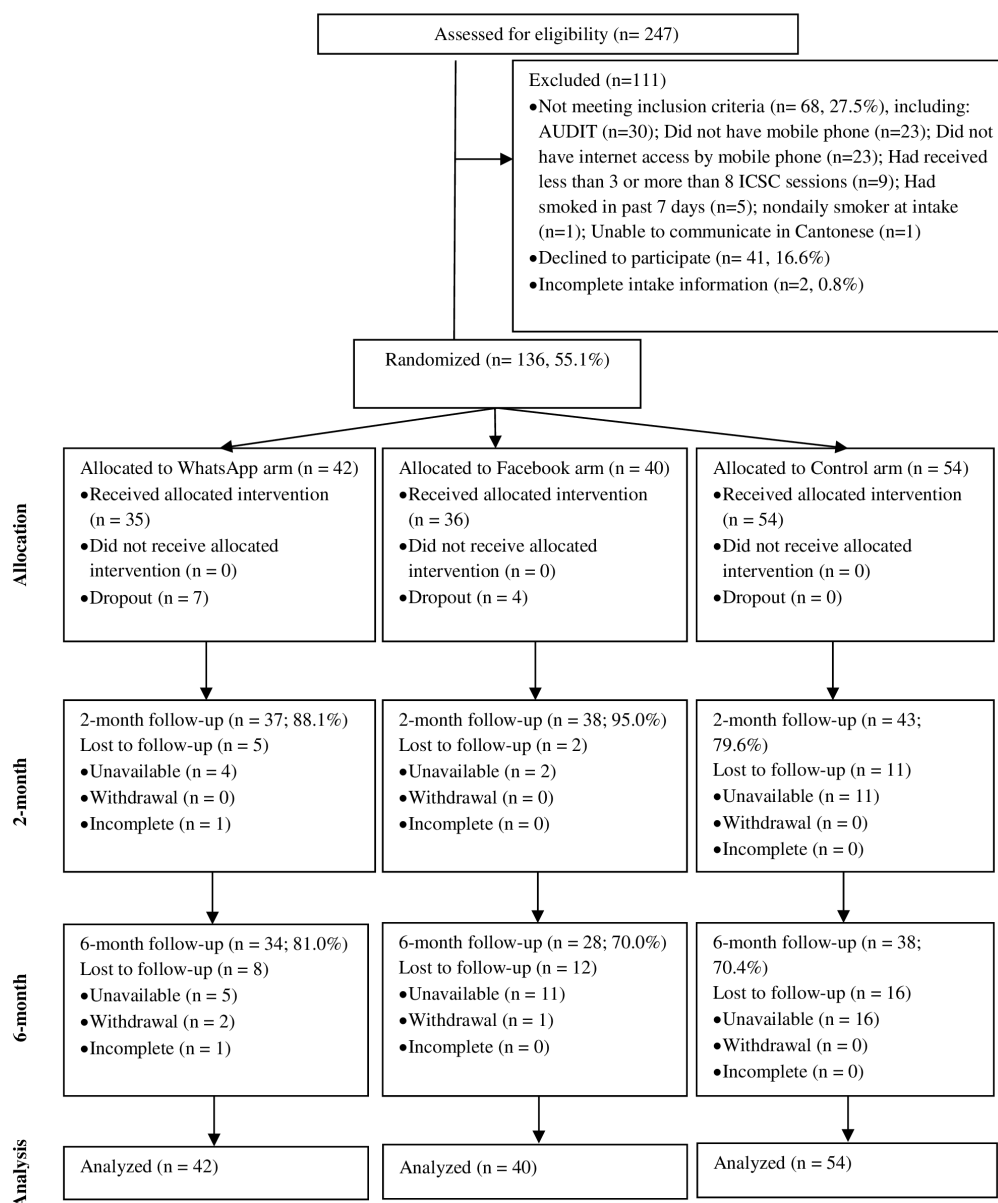 Assessed for eligibility (n= 247)
Excluded (n=111)
•Not meeting inclusion criteria (n= 68, 27.5%), including:
AUDIT (n=30); Did not have mobile phone (n=23); Did not
have internet access by mobile phone (n=23); Had received
less than 3 or more than 8 ICSC sessions (n=9); Had
smoked in past 7 days (n=5); nondaily smoker at intake
(n=1); Unable to communicate in Cantonese (n=1)
•Declined to participate (n= 41, 16.6%)
•Incomplete intake information (n=2, 0.8%)
Randomized (n= 136, 55.1%)
Allocation
Allocated to WhatsApp arm (n = 42)
•Received allocated intervention
(n = 35)
•Did not receive allocated
intervention (n = 0)
•Dropout (n = 7)
Allocated to Facebook arm (n = 40)
•Received allocated intervention
(n = 36)
•Did not receive allocated
intervention (n = 0)
•Dropout (n = 4)
Allocated to Control arm (n = 54)
•Received allocated intervention
(n = 54)
•Did not receive allocated
intervention (n = 0)
•Dropout (n = 0)
2-month
2-month follow-up (n = 37; 88.1%)
Lost to follow-up (n = 5)
•Unavailable (n = 4)
•Withdrawal (n = 0)
•Incomplete (n = 1)
2-month follow-up (n = 38; 95.0%)
Lost to follow-up (n = 2)
•Unavailable (n = 2)
•Withdrawal (n = 0)
•Incomplete (n = 0)
2-month follow-up (n = 43;
79.6%)
Lost to follow-up (n = 11)
•Unavailable (n = 11)
•Withdrawal (n = 0)
•Incomplete (n = 0)
6-month
6-month follow-up (n = 34; 81.0%)
Lost to follow-up (n = 8)
•Unavailable (n = 5)
•Withdrawal (n = 2)
•Incomplete (n = 1)
6-month follow-up (n = 28; 70.0%)
Lost to follow-up (n = 12)
•Unavailable (n = 11)
•Withdrawal (n = 1)
•Incomplete (n = 0)
6-month follow-up (n = 38;
70.4%)
Lost to follow-up (n = 16)
•Unavailable (n = 16)
•Withdrawal (n = 0)
•Incomplete (n = 0)
Analysis
Analyzed (n = 42)
Analyzed (n = 40)
Analyzed (n = 54)